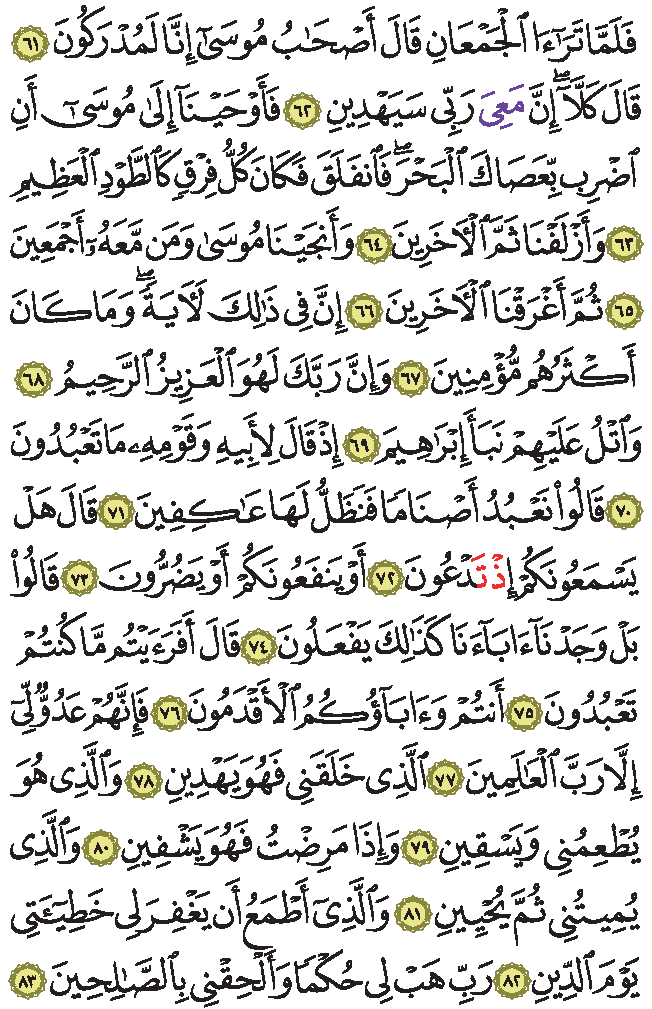 فَلَمَّا تَرَٰٓءَا ٱلْجَمْعَانِ قَالَ أَصْحَٰبُ مُوسَىٰٓ إِنَّا لَمُدْرَكُونَ ٦١
قَالَ كَلَّآ ۖ إِنَّ مَعِىَ رَبِّى سَيَهْدِينِ ٦٢ فَأَوْحَيْنَآ إِلَىٰ مُوسَىٰٓ أَنِ
ٱضْرِب بِّعَصَاكَ ٱلْبَحْرَ ۖ فَٱنفَلَقَ فَكَانَ كُلُّ فِرْقٍ كَٱلطَّوْدِ ٱلْعَظِيمِ
٦٣ وَأَزْلَفْنَا ثَمَّ ٱلْأَخَرِينَ ٦٤ وَأَنجَيْنَا مُوسَىٰ وَمَن مَّعَهُۥٓ أَجْمَعِينَ
٦٥ ثُمَّ أَغْرَقْنَا ٱلْأَخَرِينَ ٦٦ إِنَّ فِى ذَٰلِكَ لَأَيَةً ۖ وَمَا كَانَ
أَكْثَرُهُم مُّؤْمِنِينَ ٦٧ وَإِنَّ رَبَّكَ لَهُوَ ٱلْعَزِيزُ ٱلرَّحِيمُ ٦٨
وَٱتْلُ عَلَيْهِمْ نَبَأَ إِبْرَٰهِيمَ ٦٩ إِذْ قَالَ لِأَبِيهِ وَقَوْمِهِۦ مَا تَعْبُدُونَ
٧٠ قَالُوا۟ نَعْبُدُ أَصْنَامًا فَنَظَلُّ لَهَا عَٰكِفِينَ ٧١ قَالَ هَلْ
يَسْمَعُونَكُمْ إِذْ تَدْعُونَ ٧٢ أَوْ يَنفَعُونَكُمْ أَوْ يَضُرُّونَ ٧٣ قَالُوا۟
بَلْ وَجَدْنَآ ءَابَآءَنَا كَذَٰلِكَ يَفْعَلُونَ ٧٤ قَالَ أَفَرَءَيْتُم مَّا كُنتُمْ
تَعْبُدُونَ ٧٥ أَنتُمْ وَءَابَآؤُكُمُ ٱلْأَقْدَمُونَ ٧٦ فَإِنَّهُمْ عَدُوٌّ لِّىٓ
إِلَّا رَبَّ ٱلْعَٰلَمِينَ ٧٧ ٱلَّذِى خَلَقَنِى فَهُوَ يَهْدِينِ ٧٨ وَٱلَّذِى هُوَ
يُطْعِمُنِى وَيَسْقِينِ ٧٩ وَإِذَا مَرِضْتُ فَهُوَ يَشْفِينِ ٨٠ وَٱلَّذِى
يُمِيتُنِى ثُمَّ يُحْيِينِ ٨١ وَٱلَّذِىٓ أَطْمَعُ أَن يَغْفِرَ لِى خَطِيٓـَٔتِى
يَوْمَ ٱلدِّينِ ٨٢ رَبِّ هَبْ لِى حُكْمًا وَأَلْحِقْنِى بِٱلصَّٰلِحِينَ ٨٣